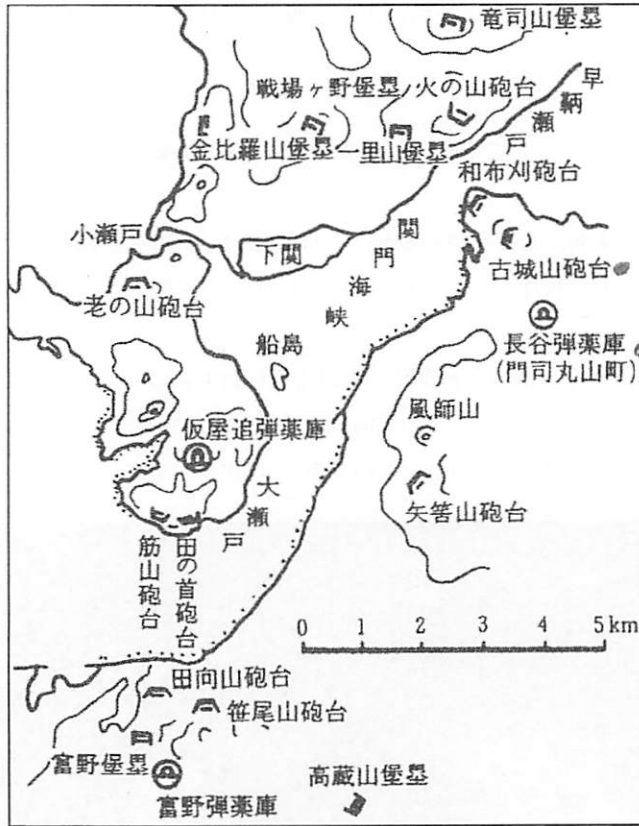 竜司山堡塁
戦場ヶ野堡塁
火の山砲台
早鞆瀬戸
金比羅山堡塁
一里山堡塁
和布刈砲台
小瀬戸
下関
関門海峡
古城山砲台
老の山砲台
船島
長谷弾薬庫
(門司丸山町)
風師山
仮屋追弾薬庫
矢筈山砲台
大瀬戸
田の首砲台
筋山砲台
0 1 2 3 4 5km
田向山砲台
笹尾山砲台
富野堡塁
高蔵山堡塁
富野弾薬庫